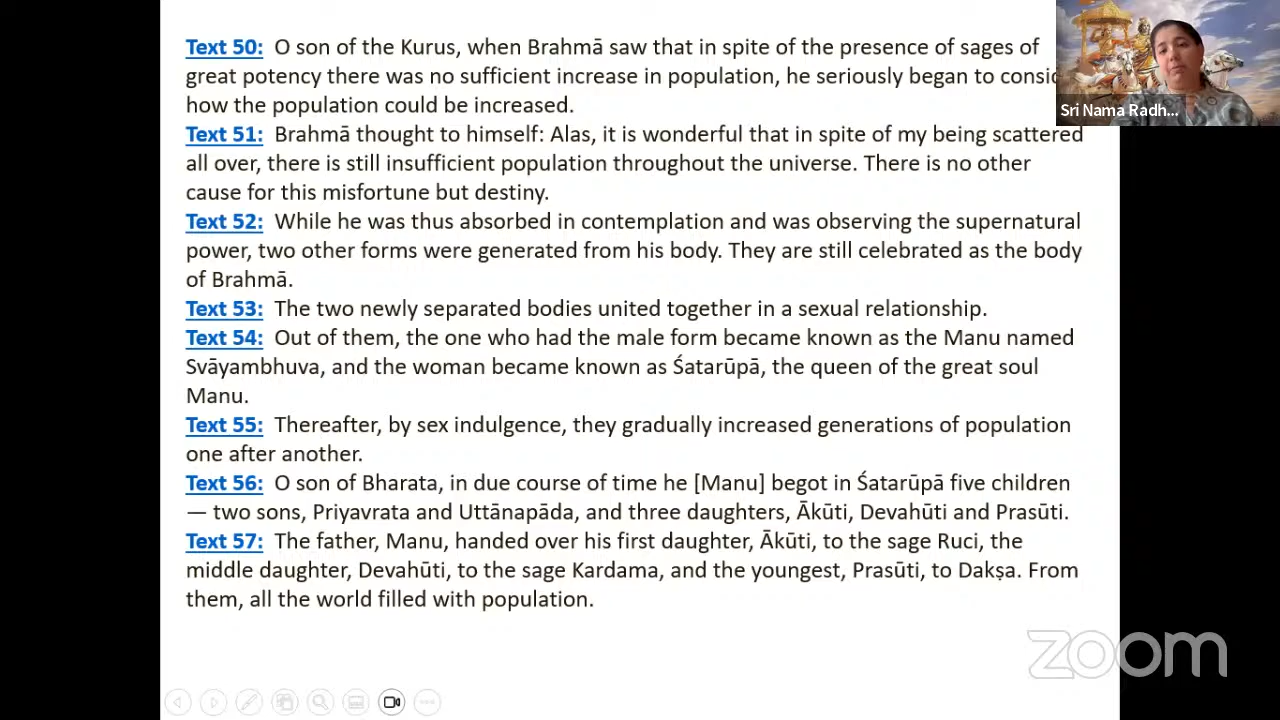 Text 50: O son of the Kurus, when Brahmā saw that in spite of the presence of sages of
great potency there was no sufficient increase in population, he seriously began to consid
how the population could be increased.
Text 51: Brahmā thought to himself: Alas, it is wonderful that in spite of my being scattered
all over, there is still insufficient population throughout the universe. There is no other
cause for this misfortune but destiny.
Text 52: While he was thus absorbed in contemplation and was observing the supernatural
power, two other forms were generated from his body. They are still celebrated as the body
of Brahmā.
Text 53: The two newly separated bodies united together in a sexual relationship.
Text 54: Out of them, the one who had the male form became known as the Manu named
Svāyambhuva, and the woman became known as Śatarūpā, the queen of the great soul
Manu.
Text 55: Thereafter, by sex indulgence, they gradually increased generations of population
one after another.
Text 56: O son of Bharata, in due course of time he [Manu] begot in Śatarūpā five children
— two sons, Priyavrata and Uttānapāda, and three daughters, Ākūti, Devahūti and Prasūti.
Text 57: The father, Manu, handed over his first daughter, Ākūti, to the sage Ruci, the
middle daughter, Devahūti, to the sage Kardama, and the youngest, Prasūti, to Dakṣa. From
them, all the world filled with population.
Sri Nama Radh...
zoom